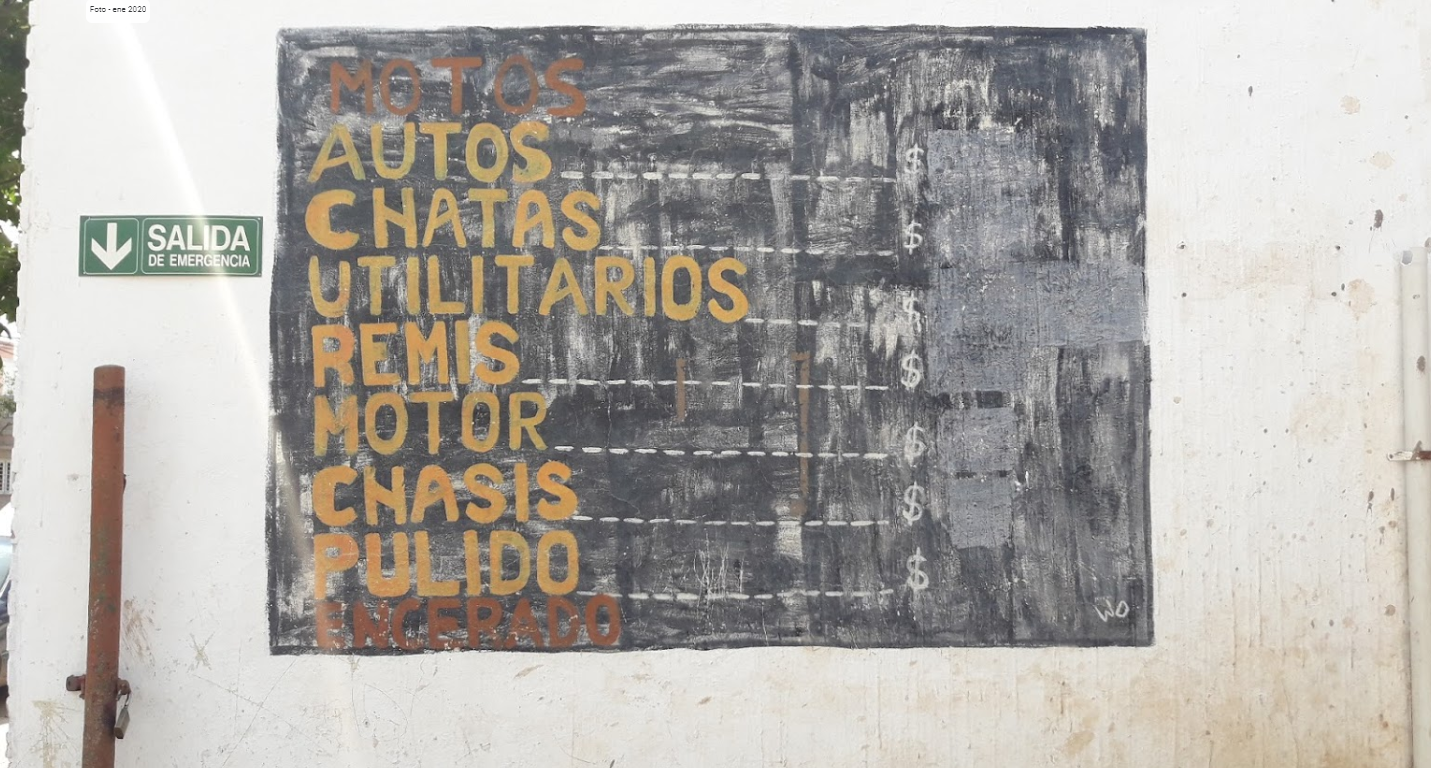 Foto - ene 2020
MOTOS
AUTOS $
CHATAS $
SALIDA
DE EMERGENCIA
UTILITARIOS $
REMIS $
MOTOR $
CHASIS $
PULIDO $
ENCERADO
WO